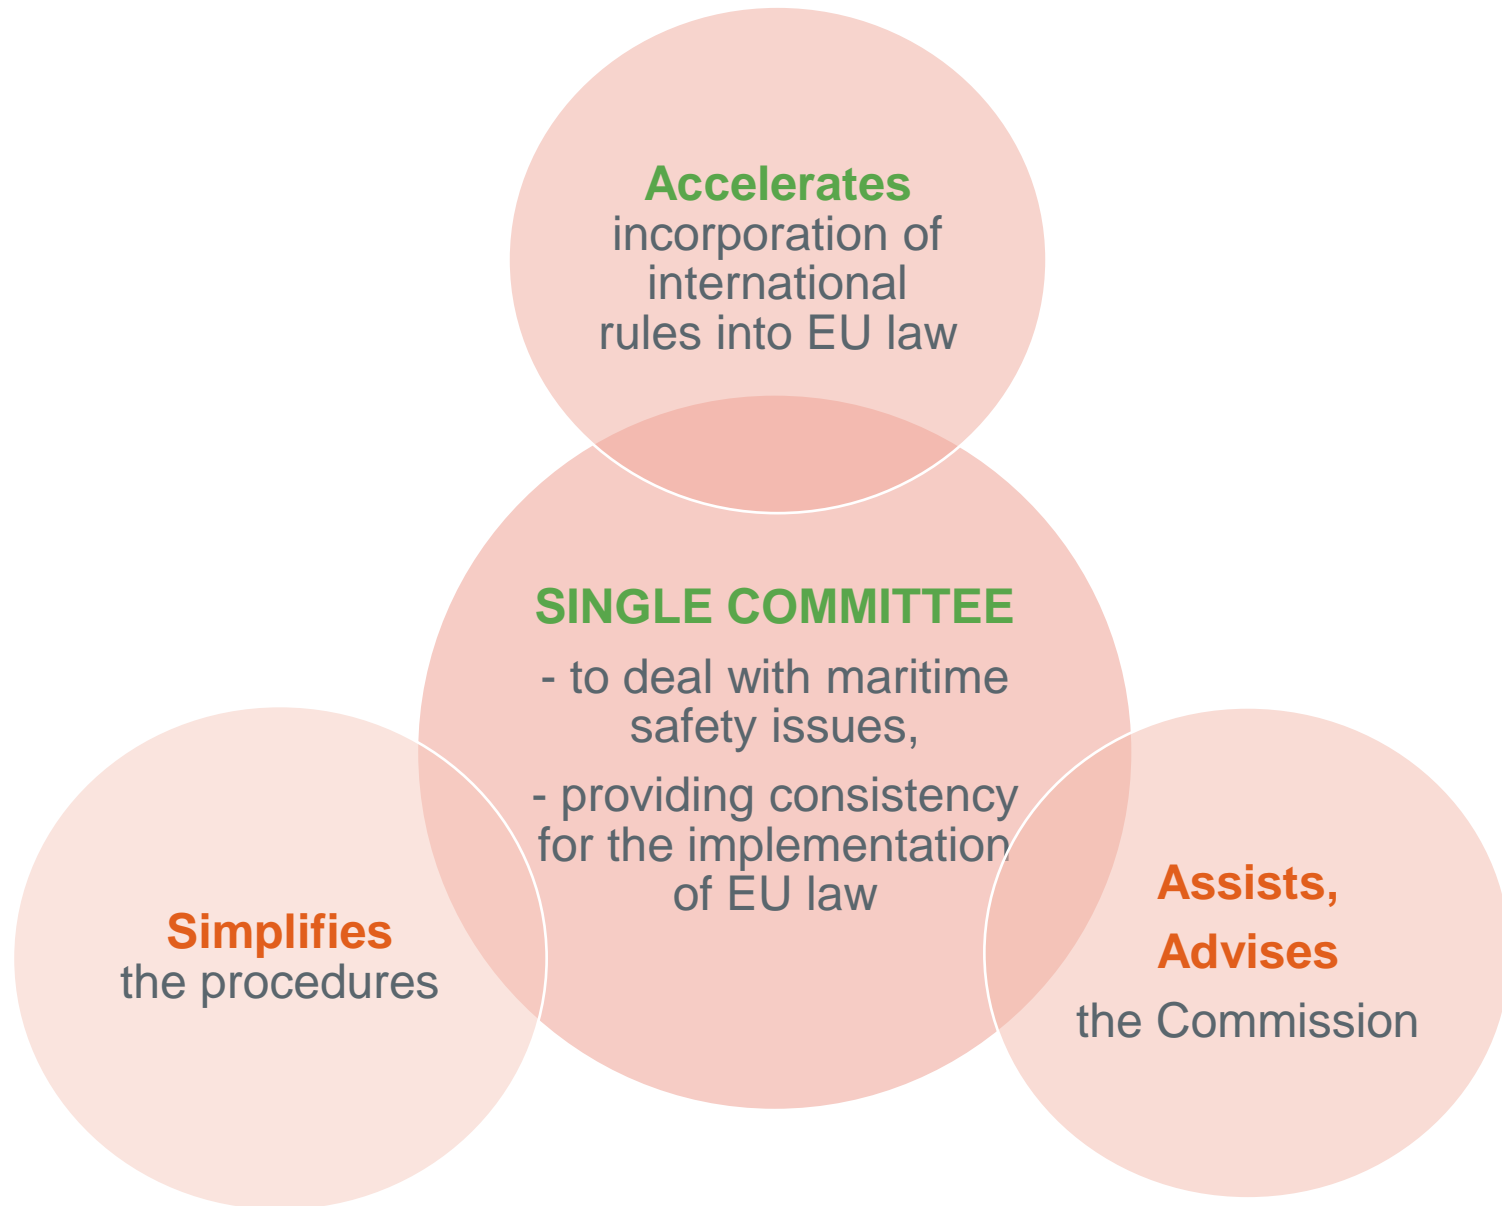 Accelerates
incorporation of
international
rules into EU law
SINGLE COMMITTEE
- to deal with maritime
safety issues,
- providing consistency
for the implementation
of EU law
Simplifies
the procedures
Assists,
Advises
the Commission